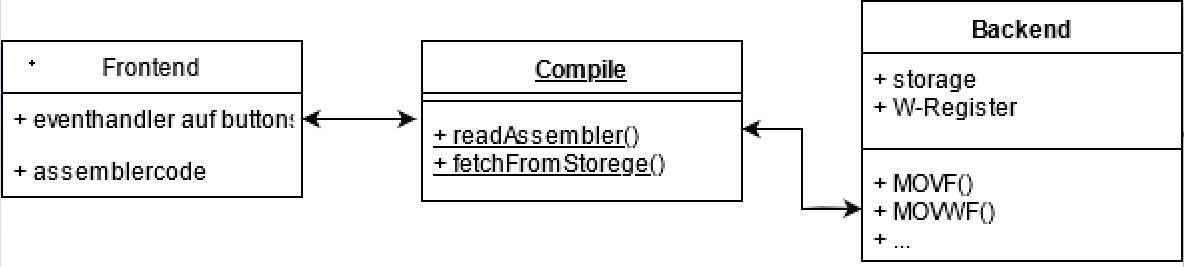 Frontend
+ eventhandler auf buttons
+ assemblercode
Compile
+ readAssembler()
+ fetchFromStorege()
Backend
+ storage
+ W-Register
+ MOVF()
+ MOVWF()
+ ...